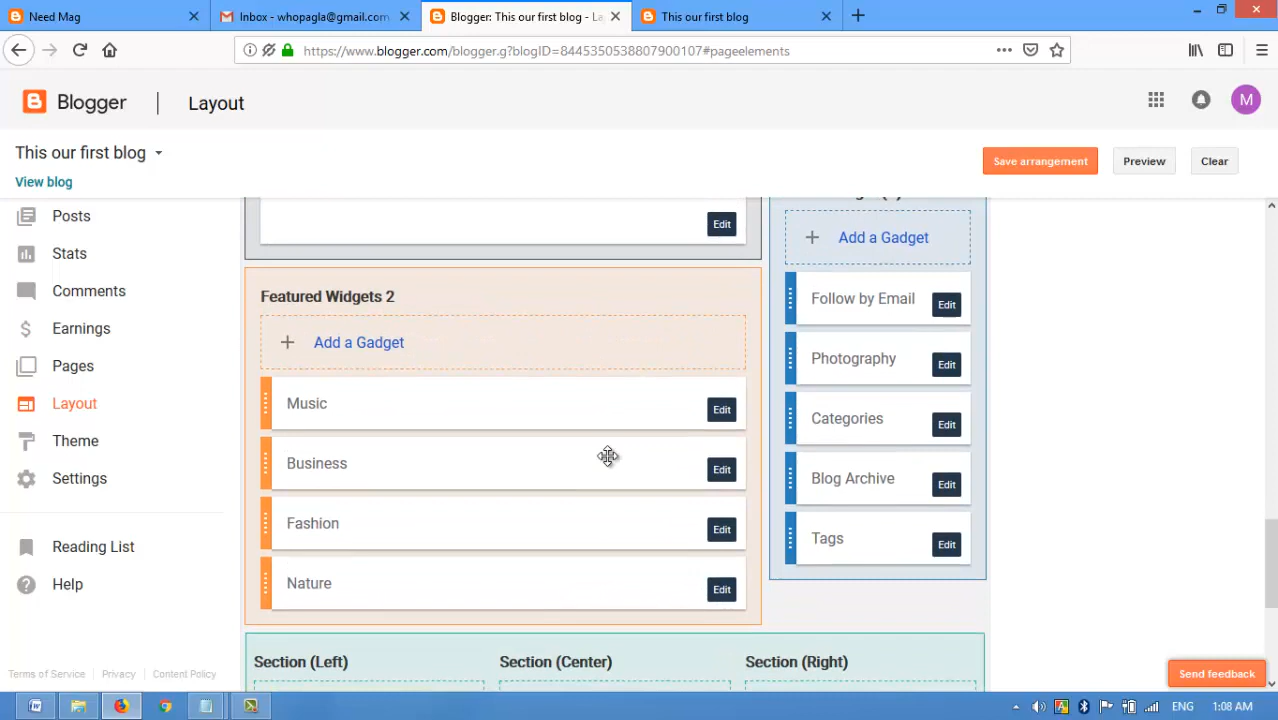 Need Mag
Inbox - whopagla@gmail.com
Blogger: This our first blog - La
This our first blog
https://www.blogger.com/blogger.g?blogID=8445350538807900107#pageelements
Blogger
Layout
M
This our first blog
View blog
Save arrangement
Preview
Clear
Posts
Stats
Comments
Earnings
Pages
Layout
Theme
Settings
Reading List
Help
Terms of Service
Privacy
Content Policy
Edit
Featured Widgets 2
Add a Gadget
Music
Edit
Business
Edit
Fashion
Edit
Nature
Edit
Add a Gadget
Follow by Email
Edit
Photography
Edit
Categories
Edit
Blog Archive
Edit
Tags
Edit
Section (Left)
Section (Center)
Section (Right)
Send feedback
ENG
1:08 AM